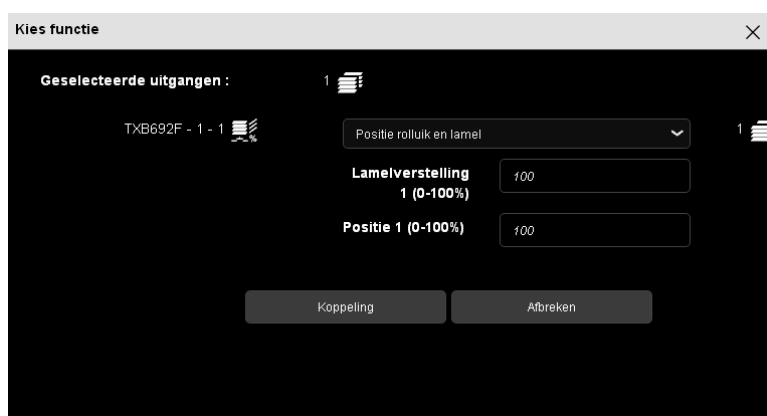 Kies functie
Geselecteerde uitgangen : 1
TXB692F - 1 - 1 % Positie rolluik en lamel 1
Lamelverstelling
1 (0-100%) 100
Positie 1 (0-100%) 100
Koppeling Afbreken